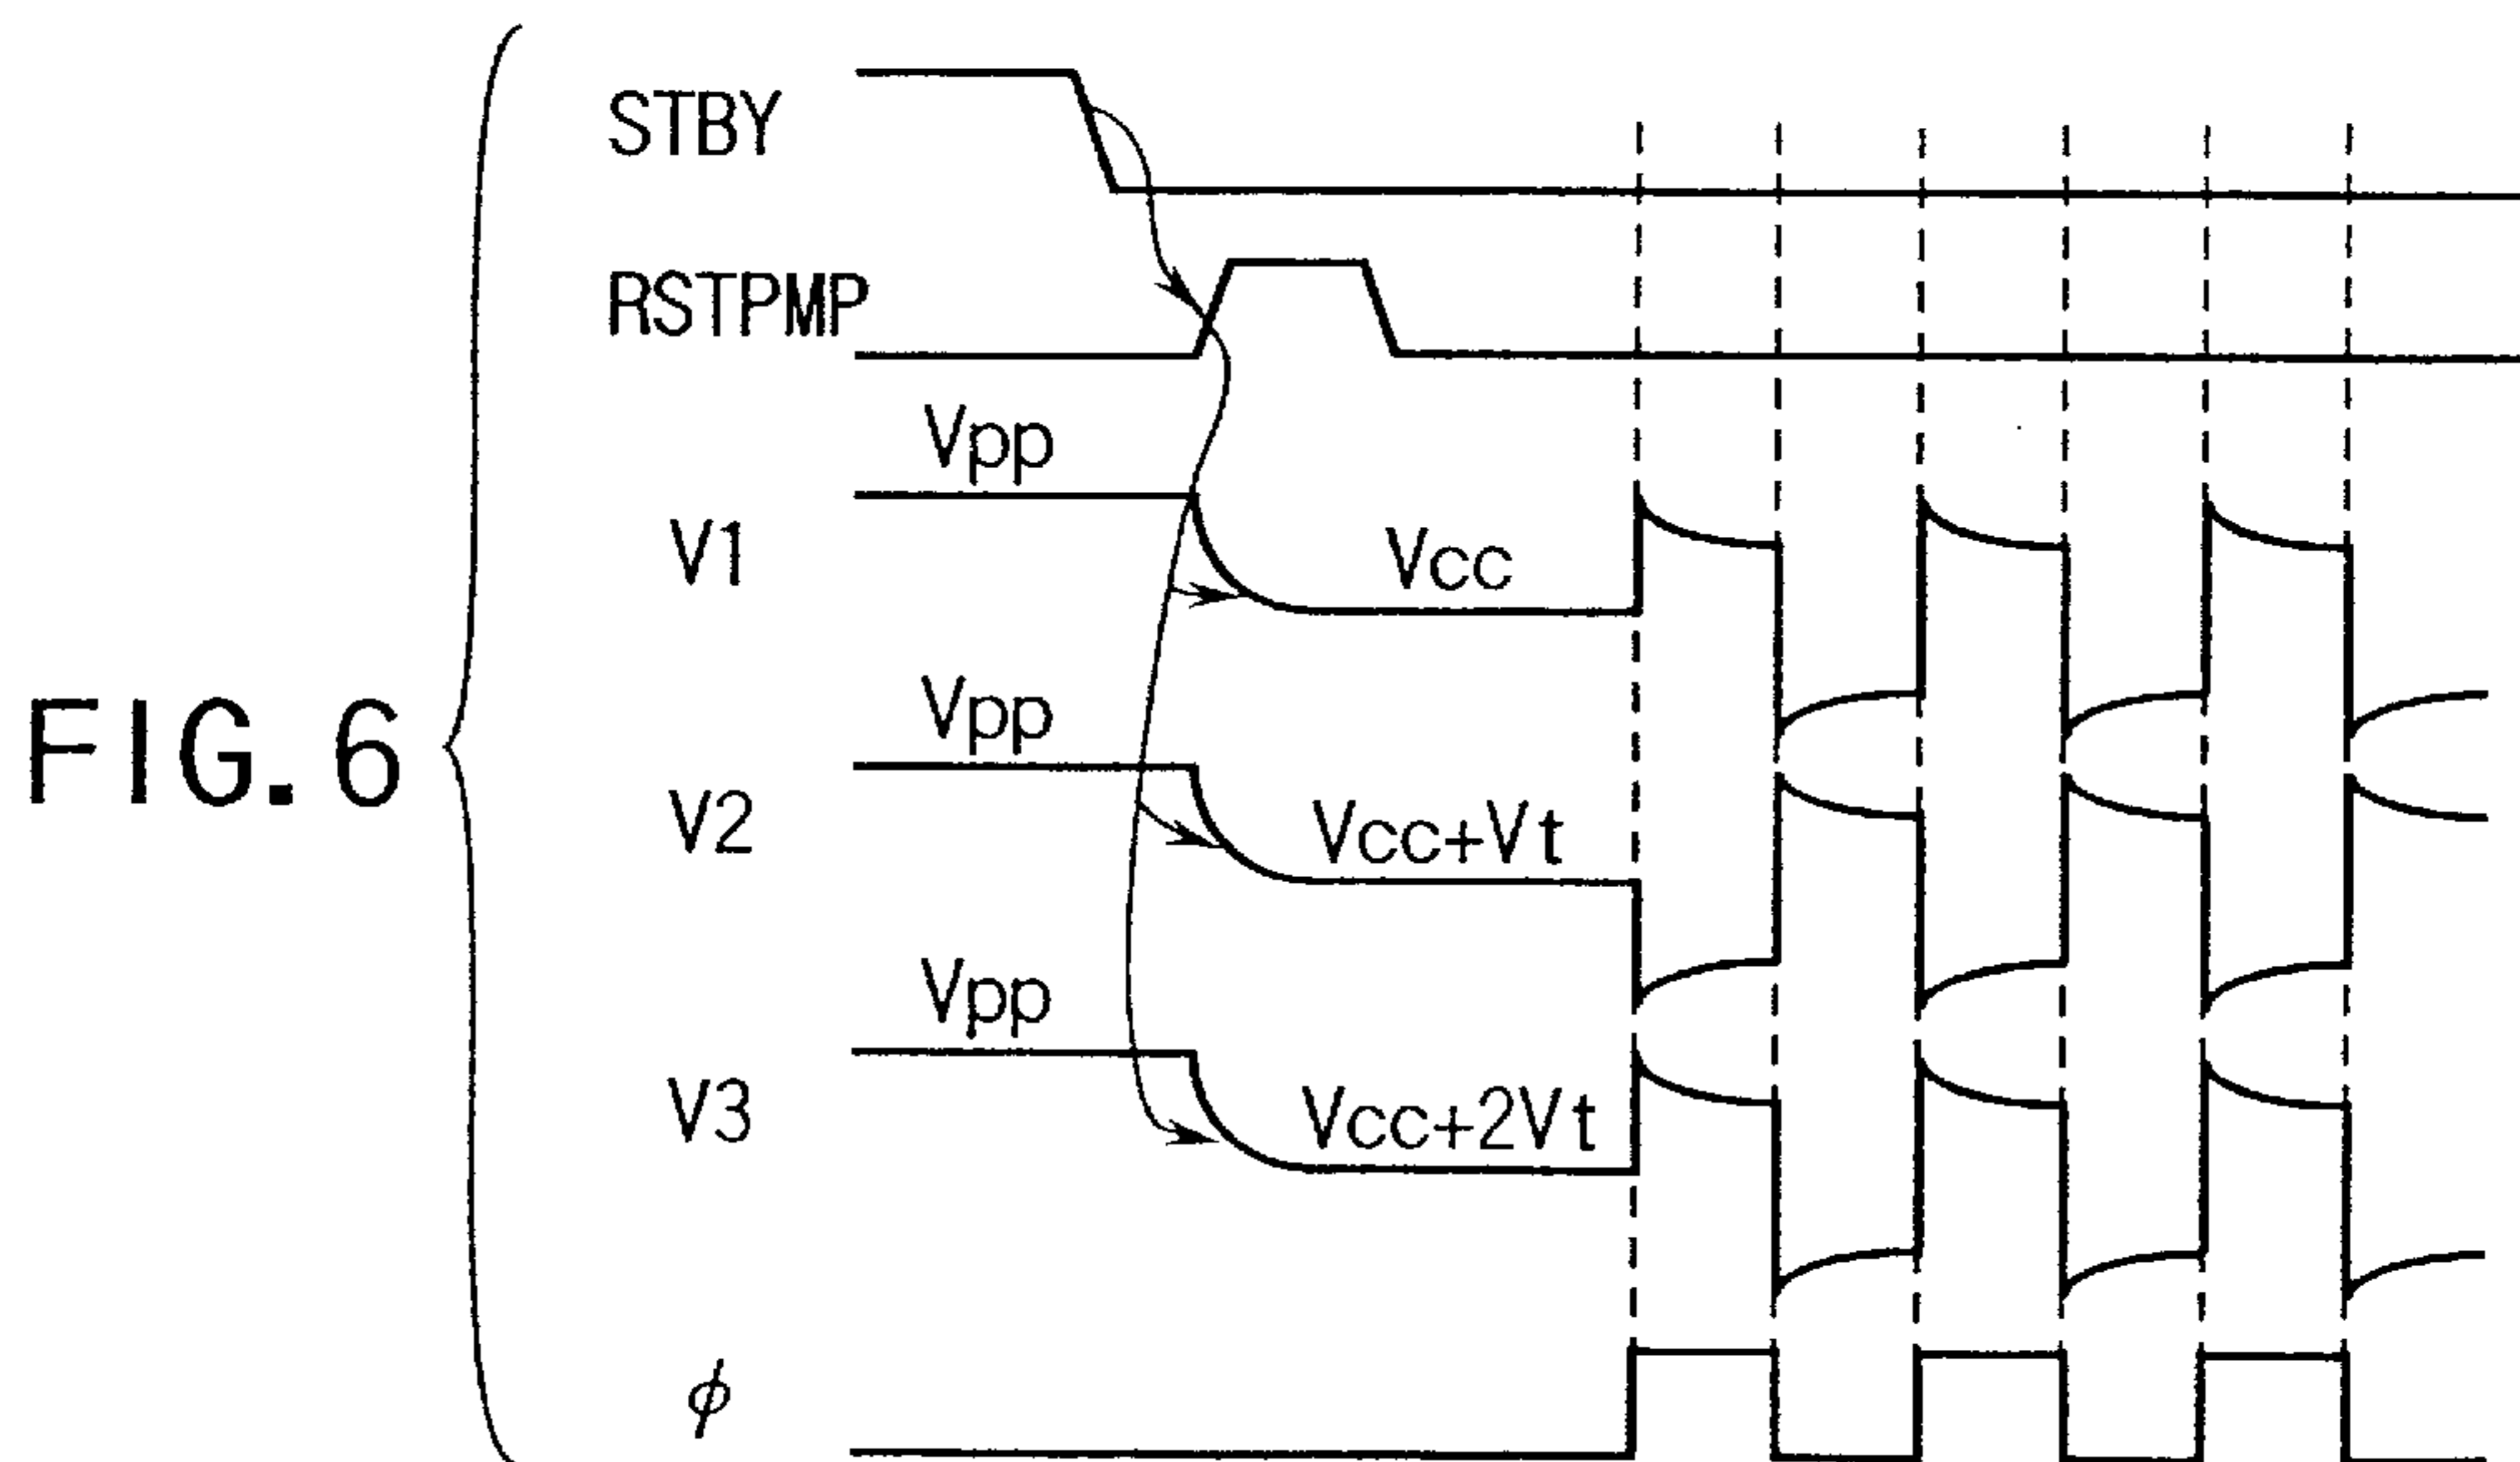 FIG. 6
STBY
RSTPMP
Vpp
V1
Vcc
Vpp
V2
Vcc+Vt
Vpp
V3
Vcc+2Vt
ϕ